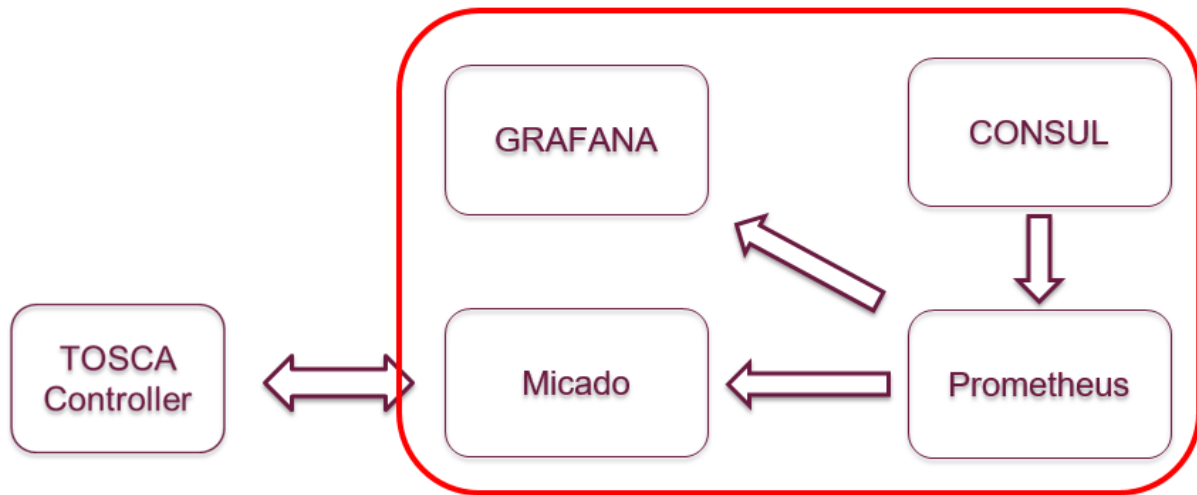 GRAFANA
CONSUL
TOSCA
Controller
Micado
Prometheus